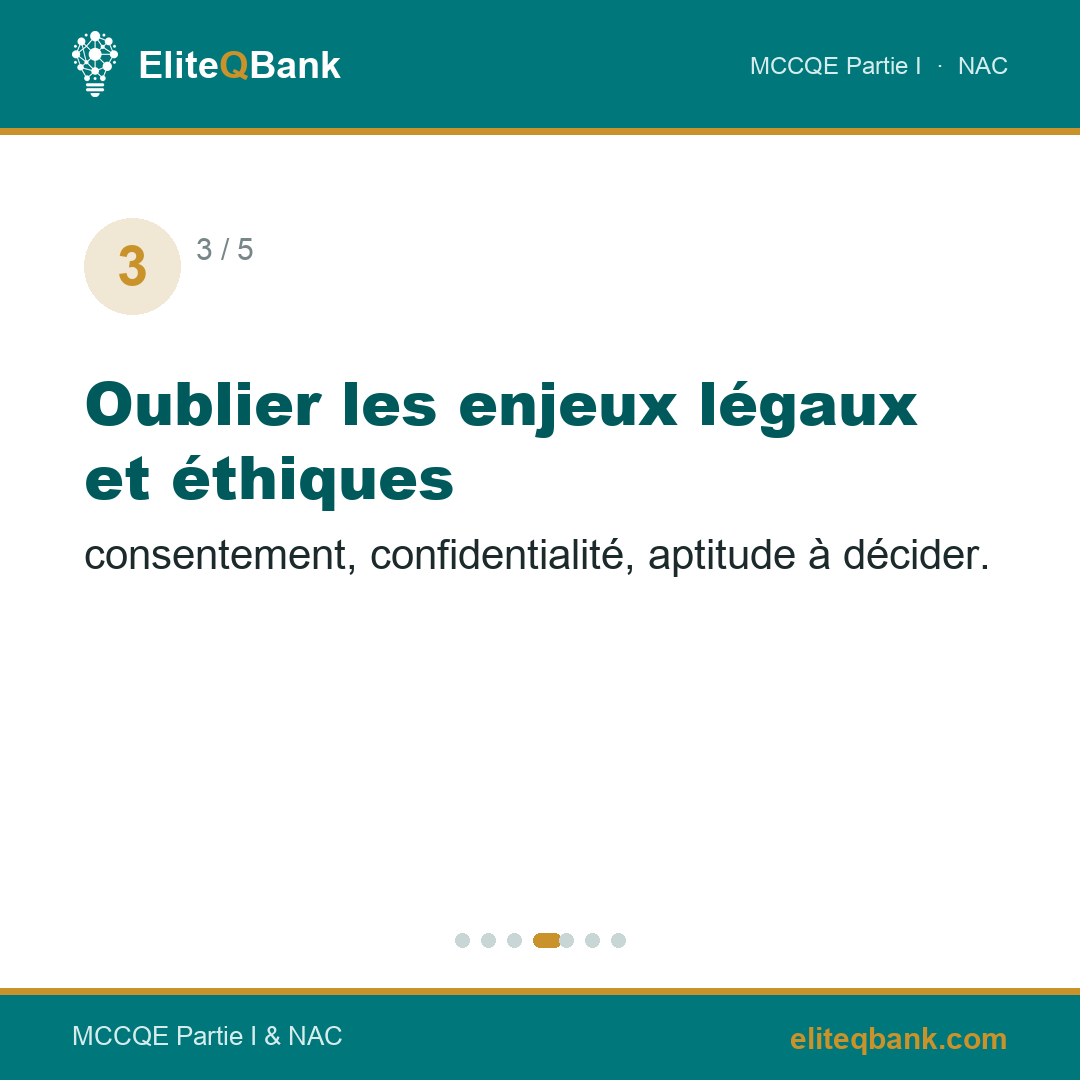 EliteQBank
MCCQE Partie I · NAC
3
3 / 5
Oublier les enjeux légaux
et éthiques
consentement, confidentialité, aptitude à décider.
MCCQE Partie I & NAC
eliteqbank.com